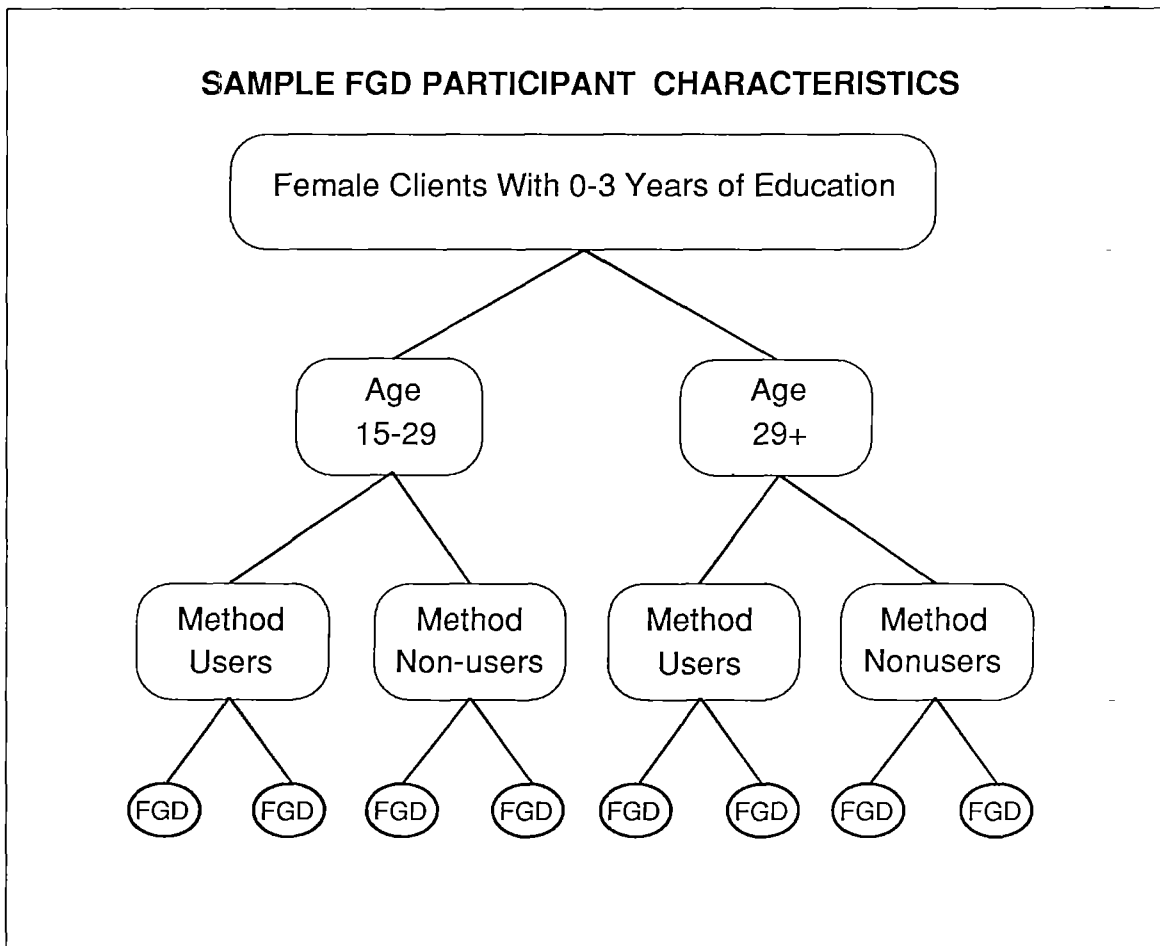 SAMPLE FGD PARTICIPANT CHARACTERISTICS
Female Clients With 0-3 Years of Education
Age
15-29
Age
29+
Method
Users
Method
Non-users
Method
Users
Method
Nonusers
FGD FGD FGD FGD FGD FGD FGD FGD